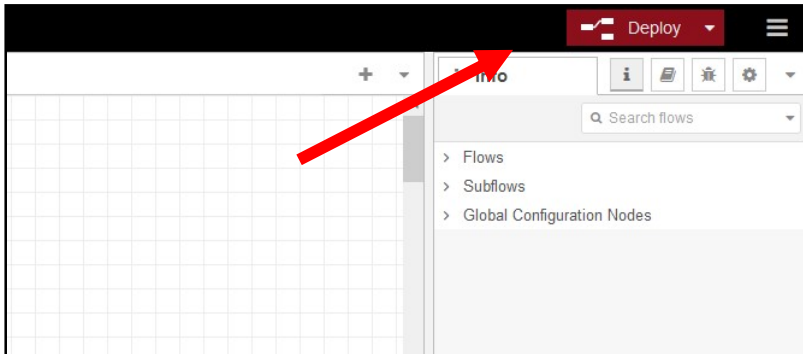 Deploy
i
Search flows
Flows
Subflows
Global Configuration Nodes